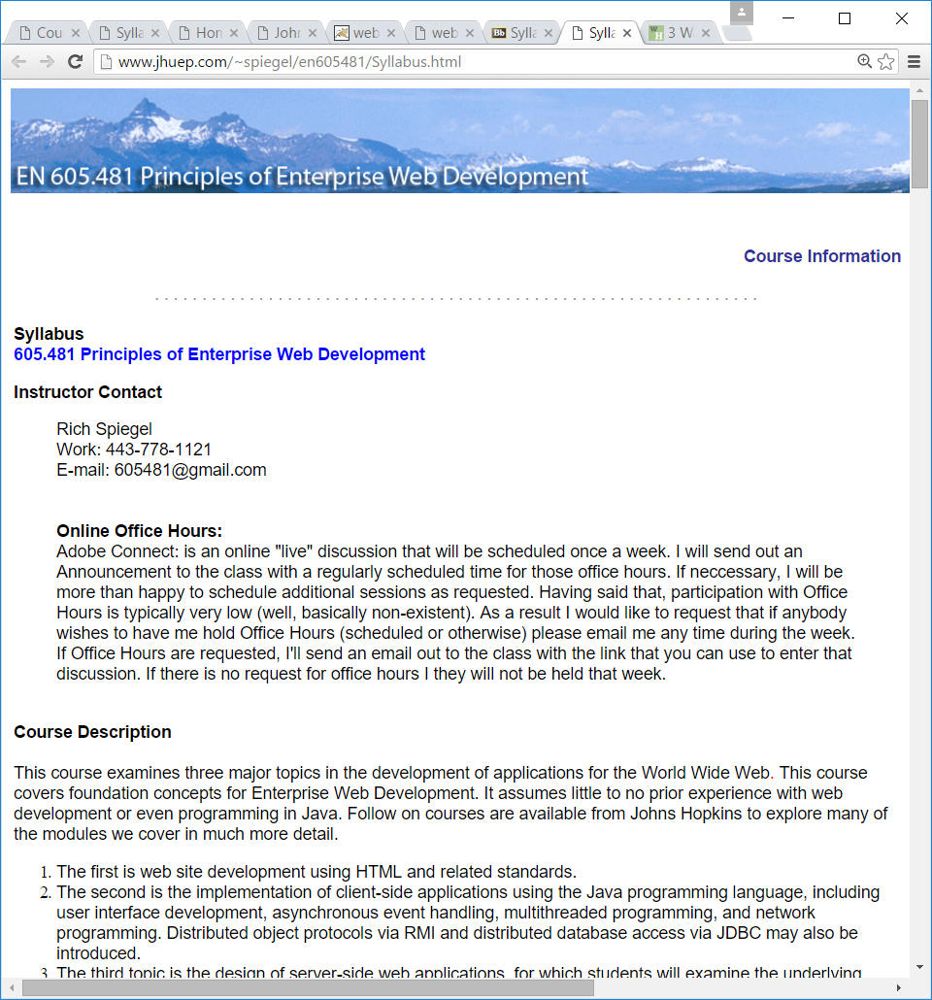 Cou
Sylla
Hon
John
web
web
Bb Sylla
Sylla
WH 3 W
www.jhuep.com/~spiegel/en605481/Syllabus.html
EN 605.481 Principles of Enterprise Web Development
Course Information
Syllabus
605.481 Principles of Enterprise Web Development
Instructor Contact
Rich Spiegel
Work: 443-778-1121
E-mail: 605481@gmail.com
Online Office Hours:
Adobe Connect: is an online "live" discussion that will be scheduled once a week. I will send out an
Announcement to the class with a regularly scheduled time for those office hours. If neccessary, I will be
more than happy to schedule additional sessions as requested. Having said that, participation with Office
Hours is typically very low (well, basically non-existent). As a result I would like to request that if anybody
wishes to have me hold Office Hours (scheduled or otherwise) please email me any time during the week.
If Office Hours are requested, I'll send an email out to the class with the link that you can use to enter that
discussion. If there is no request for office hours I they will not be held that week.
Course Description
This course examines three major topics in the development of applications for the World Wide Web. This course
covers foundation concepts for Enterprise Web Development. It assumes little to no prior experience with web
development or even programming in Java. Follow on courses are available from Johns Hopkins to explore many of
the modules we cover in much more detail.
1. The first is web site development using HTML and related standards.
2. The second is the implementation of client-side applications using the Java programming language, including
user interface development, asynchronous event handling, multithreaded programming, and network
programming. Distributed object protocols via RMI and distributed database access via JDBC may also be
introduced.
3. The third topic is the design of server-side web applications, for which students will examine the underlying